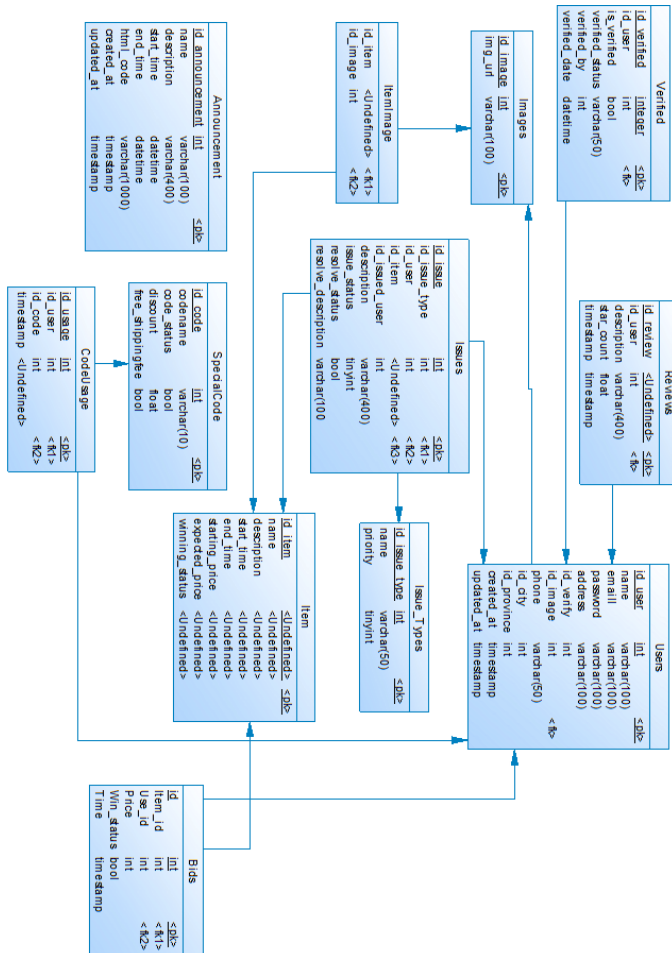 Verified
id_verified integer <pk>
id_user int <fk>
is_verified bool
verified_status varchar(50)
verified_by int
verified_date datetime
Reviews
id_review <Undefined> <pk>
id_user int <fk>
description varchar(400)
star_count float
timestamp timestamp
Users
id_user int <pk>
name varchar(100)
emaill varchar(100)
password varchar(100)
address varchar(100)
id_verify int
id_image int <fk>
phone varchar(50)
id_city int
id_province int
created_at timestamp
updated_at timestamp
Images
id_image int <pk>
img_url varchar(100)
Issues
id_issue int <pk>
id_issue_type int <fk1>
id_user int <fk2>
id_item <Undefined> <fk3>
id_issued_user int
description varchar(400)
issue_status tinyint
resolve_status bool
resolve_description varchar(100
Issue_Types
id_issue_type int <pk>
name varchar(50)
priority tinyint
ItemImage
id_item <Undefined> <fk1>
id_image int <fk2>
Item
id_item <Undefined> <pk>
name <Undefined>
description <Undefined>
start_time <Undefined>
end_time <Undefined>
starting_price <Undefined>
expected_price <Undefined>
winning_status <Undefined>
Announcement
id_announcement int <pk>
name varchar(100)
description varchar(400)
start_time datetime
end_time datetime
html_code varchar(1000)
created_at timestamp
updated_at timestamp
SpecialCode
id_code int <pk>
codename varchar(10)
code_status bool
discount float
free_shippingfee bool
Bids
id int <pk>
Item_id int <fk1>
Use_id int <fk2>
Price int
Win_status bool
Time timestamp
CodeUsage
id_usage int <pk>
id_user int <fk1>
id_code int <fk2>
timestamp <Undefined>